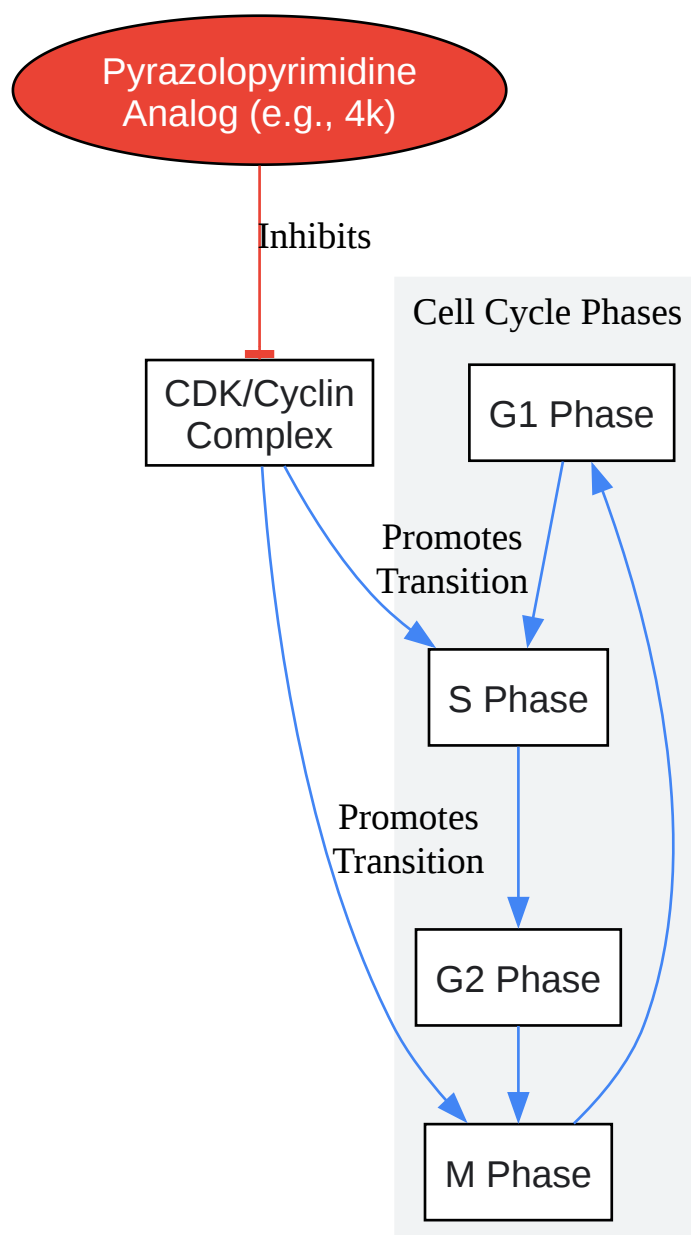 Pyrazolopyrimidine
Analog (e.g., 4k)
Inhibits
Cell Cycle Phases
CDK/Cyclin
Complex
G1 Phase
Promotes
Transition
S Phase
Promotes
Transition
G2 Phase
M Phase